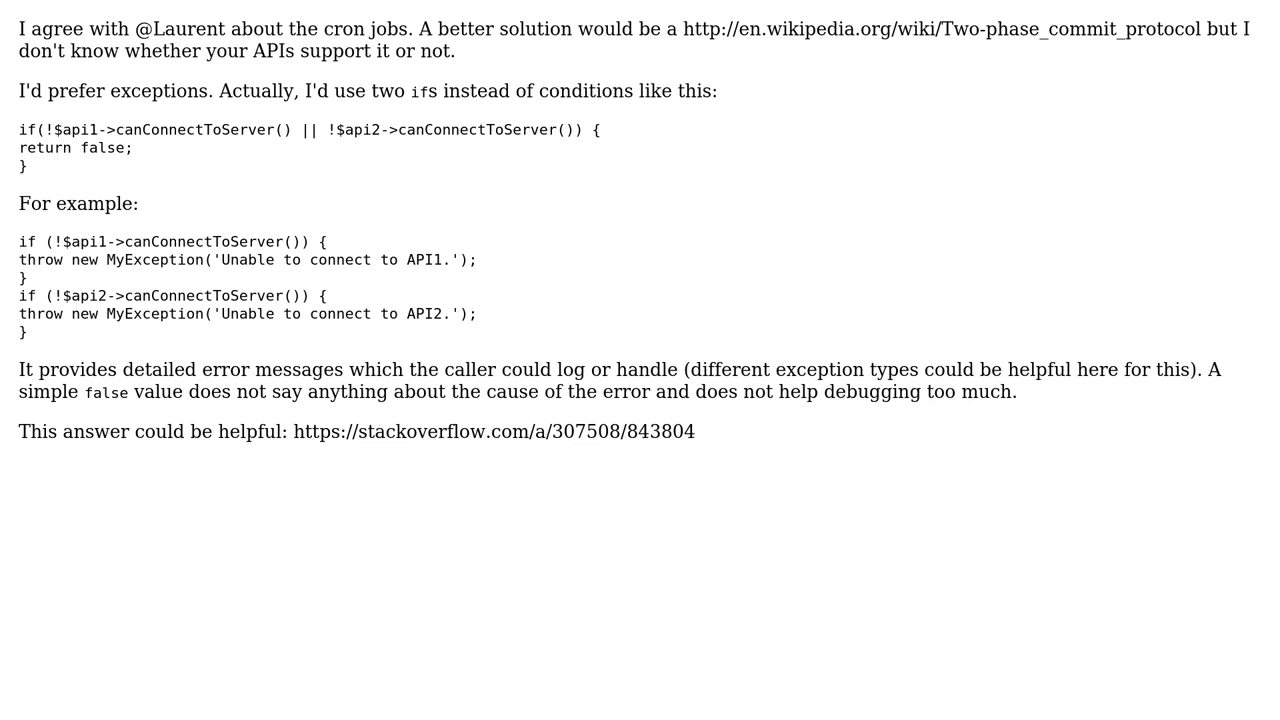 I agree with @Laurent about the cron jobs. A better solution would be a http://en.wikipedia.org/wiki/Two-phase_commit_protocol but I
don't know whether your APIs support it or not.
I'd prefer exceptions. Actually, I'd use two ifs instead of conditions like this:
if(!$api1->canConnectToServer() || !$api2->canConnectToServer()) {
return false;
}
For example:
if (!$api1->canConnectToServer()) {
throw new MyException('Unable to connect to API1.');
}
if (!$api2->canConnectToServer()) {
throw new MyException('Unable to connect to API2.');
}
It provides detailed error messages which the caller could log or handle (different exception types could be helpful here for this). A
simple false value does not say anything about the cause of the error and does not help debugging too much.
This answer could be helpful: https://stackoverflow.com/a/307508/843804